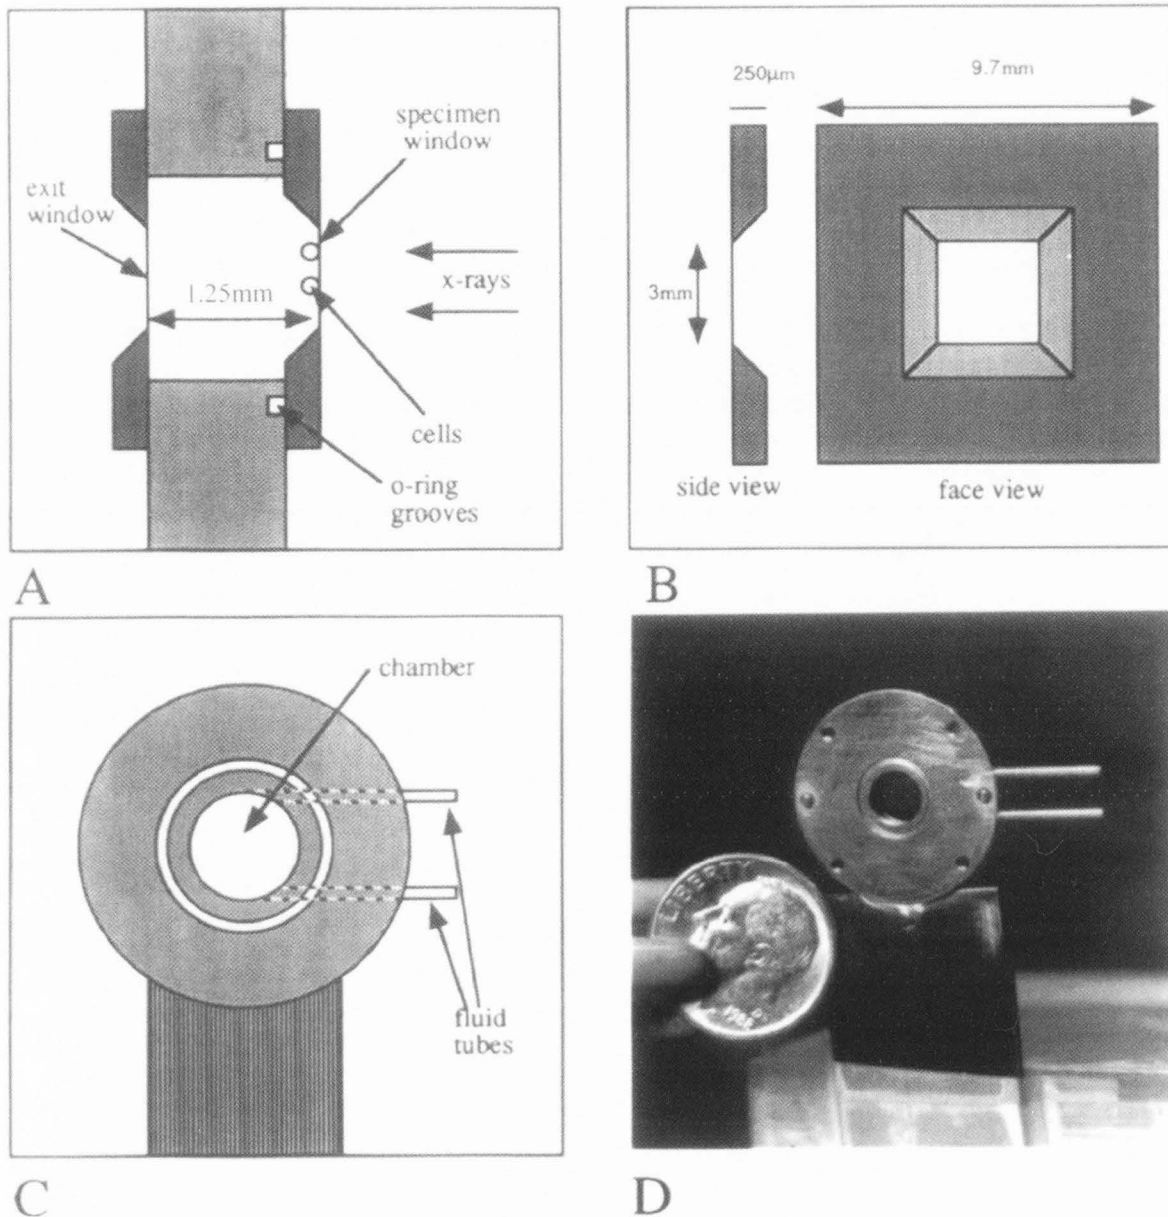 specimen
window
exit
window
1.25mm
x-rays
cells
o-ring
grooves
A
250µm
9.7mm
3mm
side view
face view
B
chamber
fluid
tubes
C
LIBERTY
D